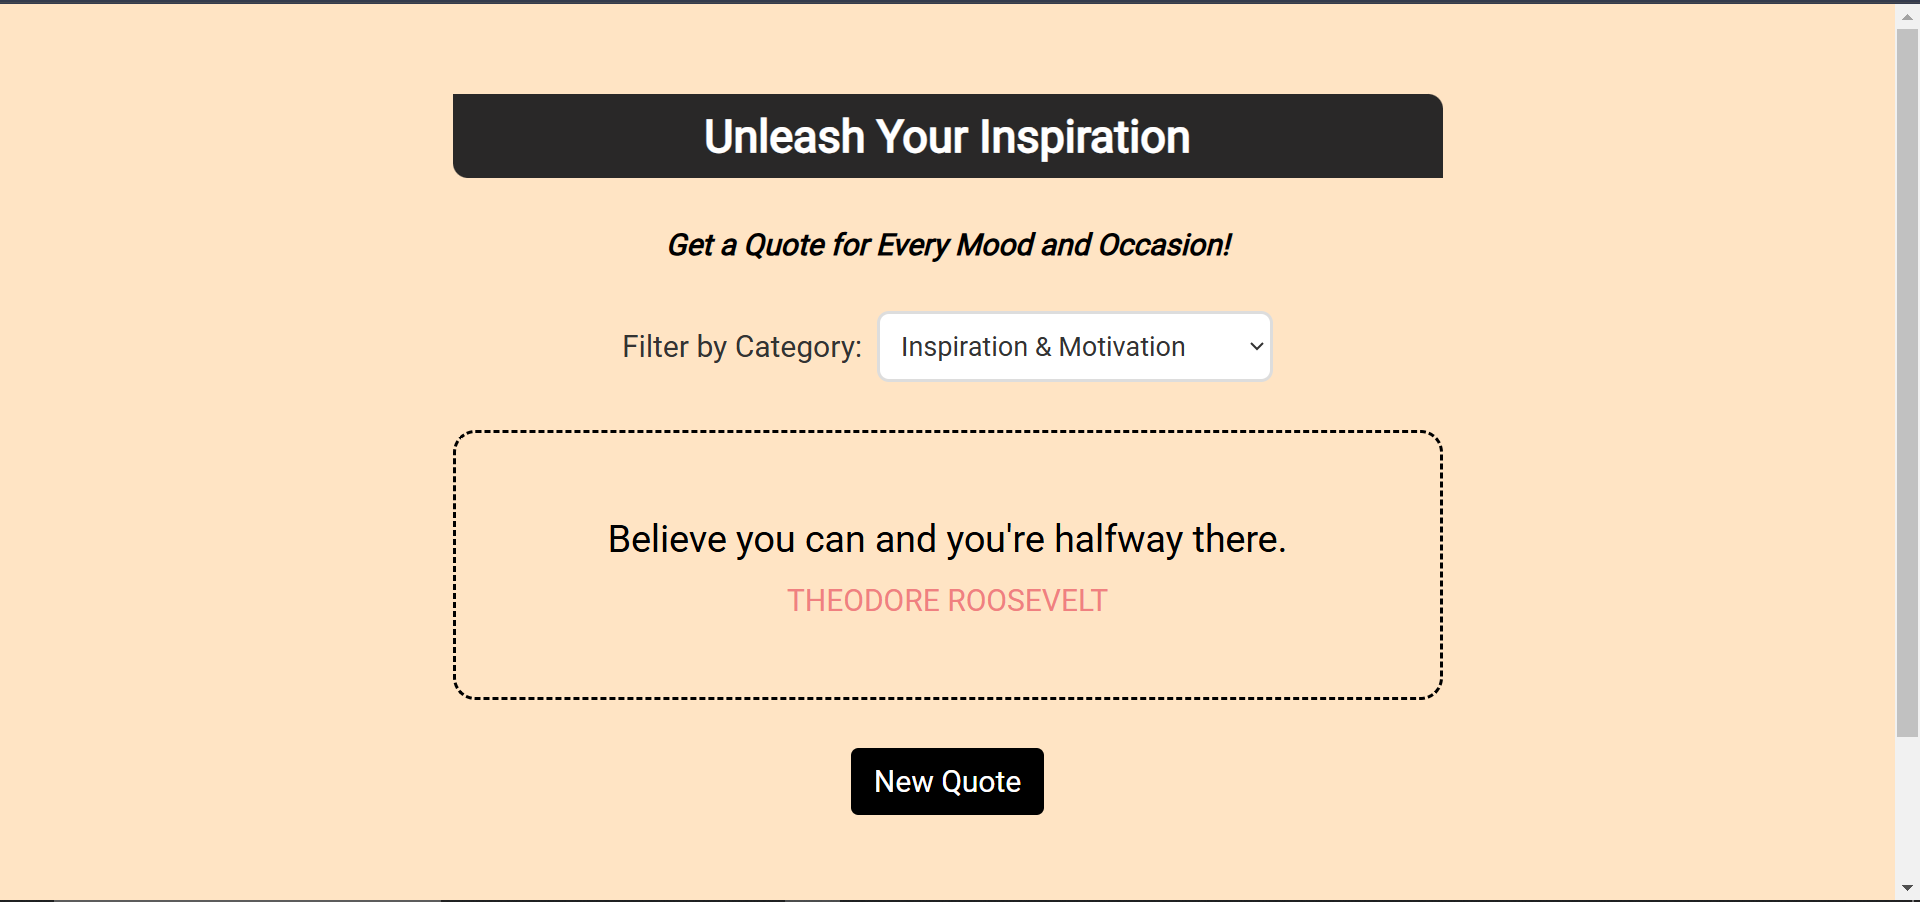 Unleash Your Inspiration
Get a Quote for Every Mood and Occasion!
Filter by Category: Inspiration & Motivation
Believe you can and you're halfway there.
THEODORE ROOSEVELT
New Quote